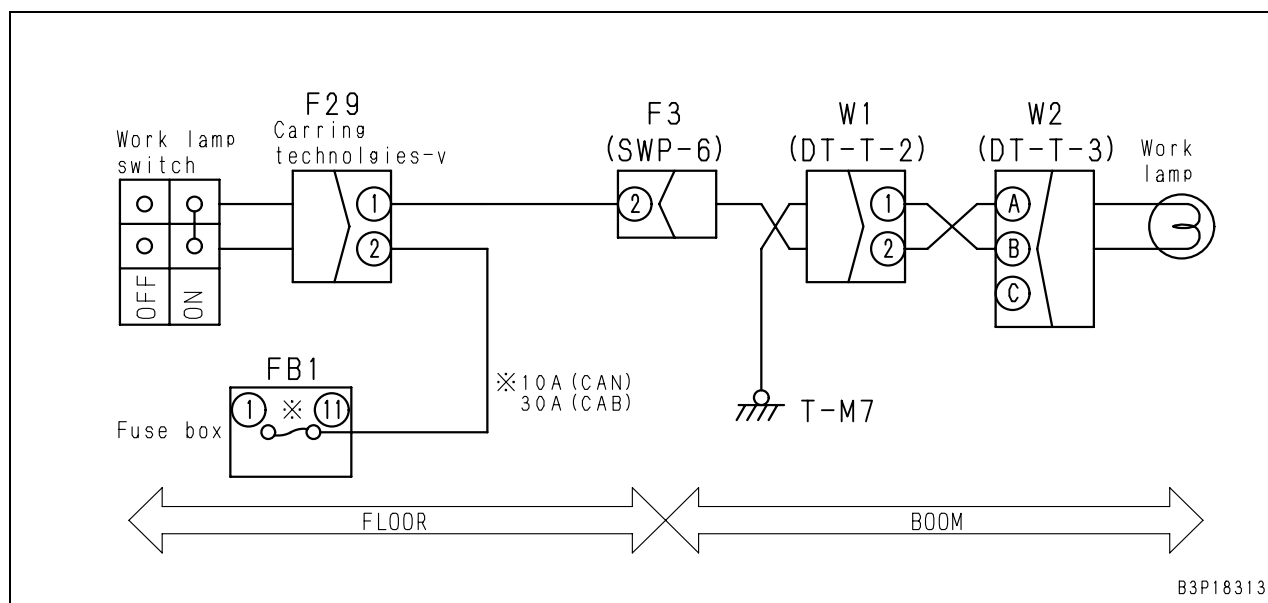 F29
Carring
technolgies-v
Work lamp
switch
OFF
ON
1
2
F3
(SWP-6)
2
W1
(DT-T-2)
1
2
W2
(DT-T-3)
A
B
C
Work
lamp
FB1
1 ※ 11
Fuse box
※10A(CAN)
30A(CAB)
T-M7
FLOOR
BOOM
B3P18313